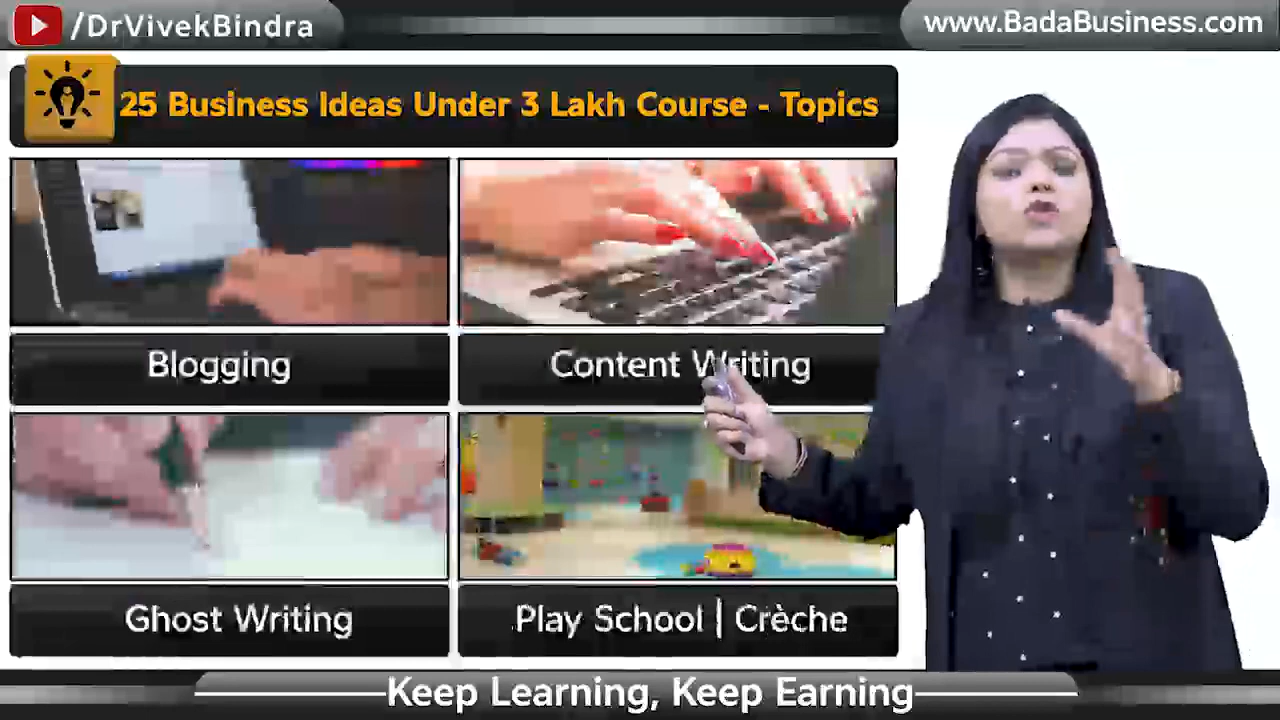 /DrVivekBindra
www.BadaBusiness.com
25 Business Ideas Under 3 Lakh Course - Topics
Blogging
Content Writing
Ghost Writing
Play School | Crèche
Keep Learning, Keep Earning